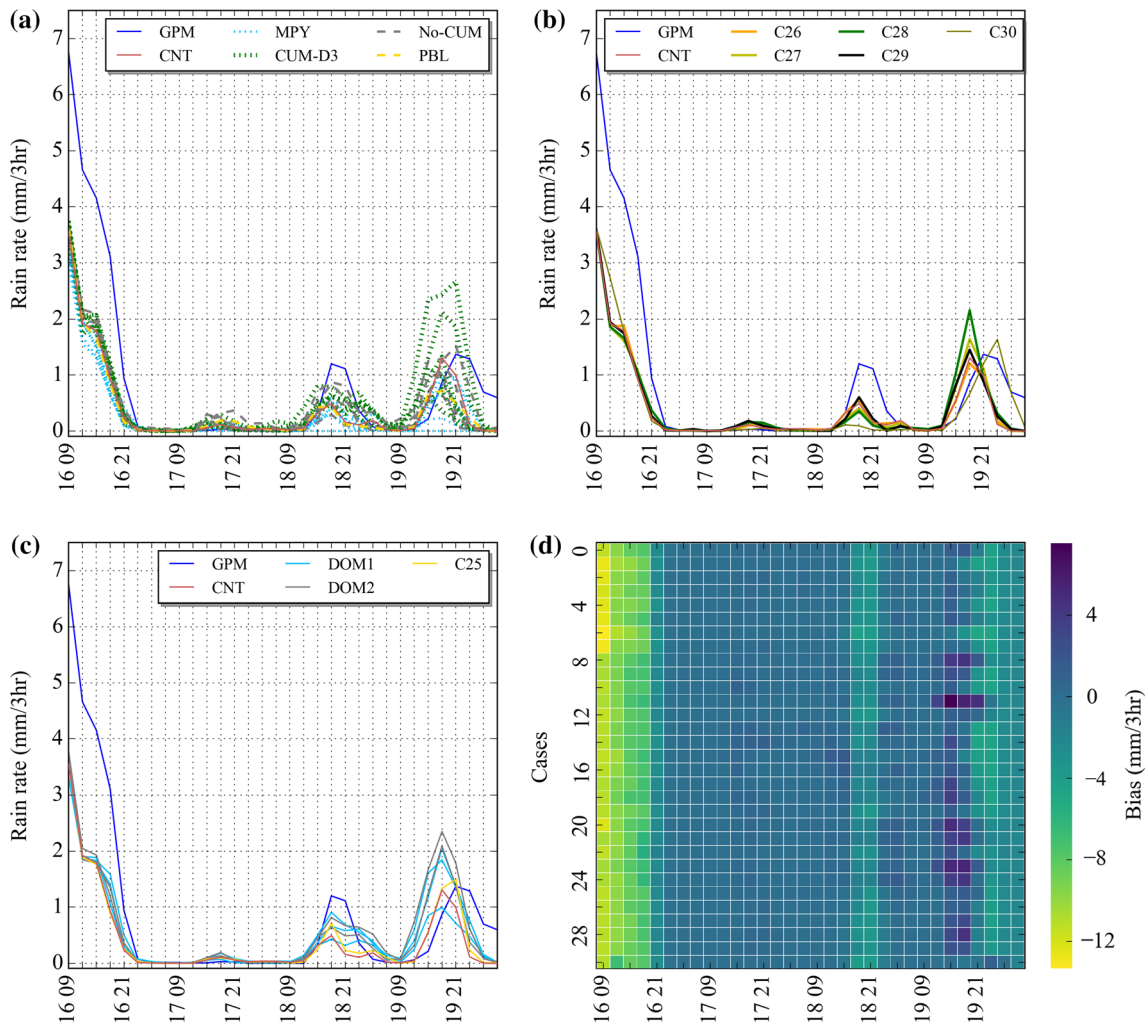 (a)
GPM MPY No-CUM
CNT CUM-D3 PBL
Rain rate (mm/3hr)
7
6
5
4
3
2
1
0
16 09 16 21 17 09 17 21 18 09 18 21 19 09 19 21
(b)
GPM C26 C28 C30
CNT C27 C29
Rain rate (mm/3hr)
7
6
5
4
3
2
1
0
16 09 16 21 17 09 17 21 18 09 18 21 19 09 19 21
(c)
GPM DOM1 C25
CNT DOM2
Rain rate (mm/3hr)
7
6
5
4
3
2
1
0
16 09 16 21 17 09 17 21 18 09 18 21 19 09 19 21
(d)
Cases
0
4
8
12
16
20
24
28
16 09 16 21 17 09 17 21 18 09 18 21 19 09 19 21
4
0
−4
−8
−12
Bias (mm/3hr)